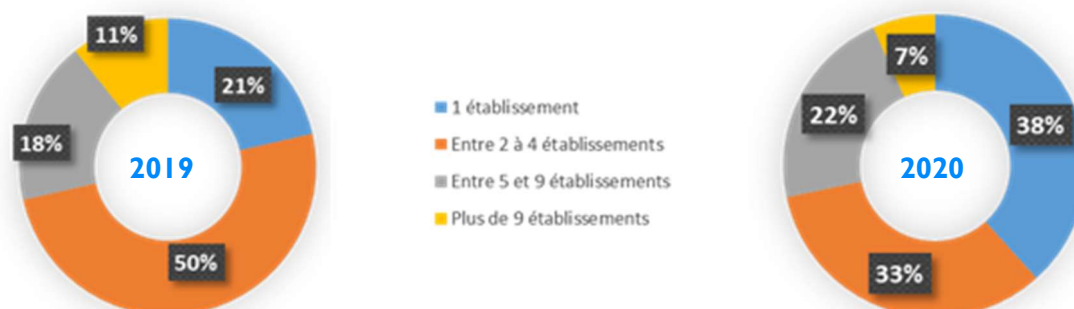 11%
21%
18%
2019
50%
1 établissement
Entre 2 à 4 établissements
Entre 5 et 9 établissements
Plus de 9 établissements
7%
22%
38%
2020
33%